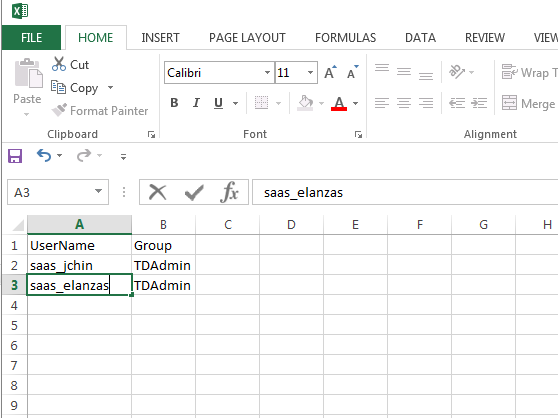 FILE HOME INSERT PAGE LAYOUT FORMULAS DATA REVIEW VIEW
Cut
Copy
Format Painter
Paste
Clipboard
Calibri 11 A A
B I U A
Font
Wrap T
Merge
Alignment
A3 saas_elanzas
A B C D E F G H
1 UserName Group
2 saas_jchin TDAdmin
3 saas_elanzas TDAdmin
4
5
6
7
8
9